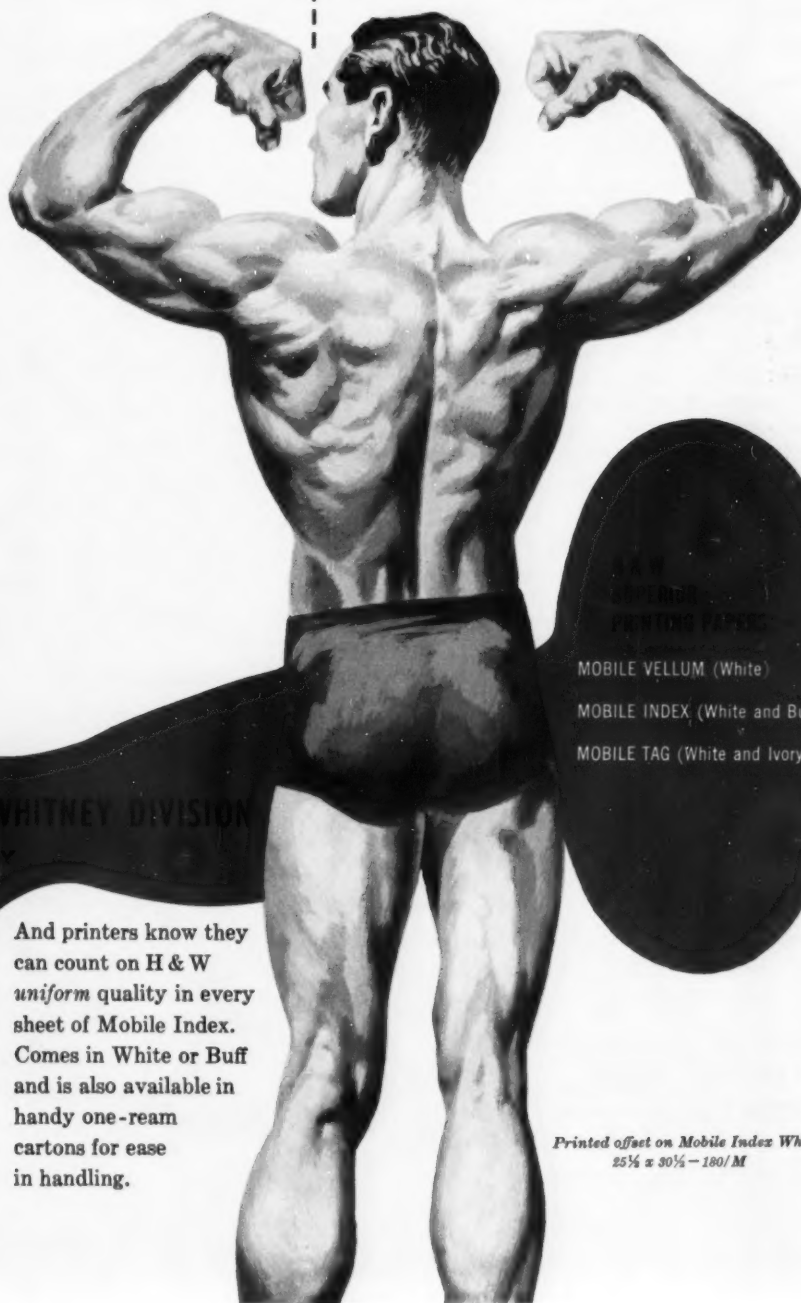 H & W
SUPERIOR
PRINTING PAPERS
MOBILE VELLUM (White)
MOBILE INDEX (White and Bu
MOBILE TAG (White and Ivory
WHITNEY DIVISION
Y
And printers know they
can count on H & W
uniform quality in every
sheet of Mobile Index.
Comes in White or Buff
and is also available in
handy one-ream
cartons for ease
in handling.
Printed offset on Mobile Index Wh
25½ x 30½ – 180/M